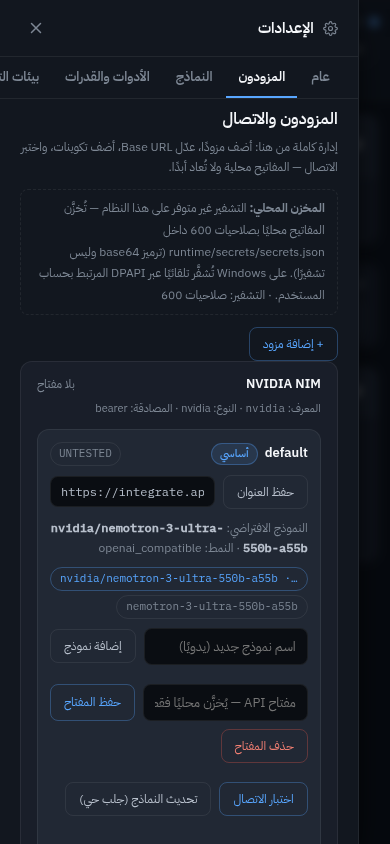 الإعدادات
عام
المزودون
النماذج
الأدوات والقدرات
بيئات
المزودون والاتصال
إدارة كاملة من هنا: أضف مزودًا، عدّل Base URL، أضف تكوينات، واختبر
الاتصال — المفاتيح محلية ولا تُعاد أبدًا.
المخزن المحلي: التشفير غير متوفر على هذا النظام — تُخزَّن
المفاتيح محليًا بصلاحيات 600 داخل
runtime/secrets/secrets.json (ترميز base64 وليس
تشفيرًا). على Windows تُشفَّر تلقائيًا عبر DPAPI المرتبط بحساب
المستخدم. · التشفير: صلاحيات 600
+ إضافة مزود
NVIDIA NIM
بلا مفتاح
المعرف: nvidia · النوع: nvidia · المصادقة: bearer
default
أساسي
UNTESTED
حفظ العنوان
https://integrate.ap
النموذج الافتراضي: nvidia/nemotron-3-ultra-
550b-a55b · النمط: openai_compatible
nvidia/nemotron-3-ultra-550b-a55b ·…
nemotron-3-ultra-550b-a55b
اسم نموذج جديد (يدويًا)
إضافة نموذج
مفتاح API — يُخزَّن محليًا فقط
حفظ المفتاح
حذف المفتاح
اختبار الاتصال
تحديث النماذج (جلب حي)